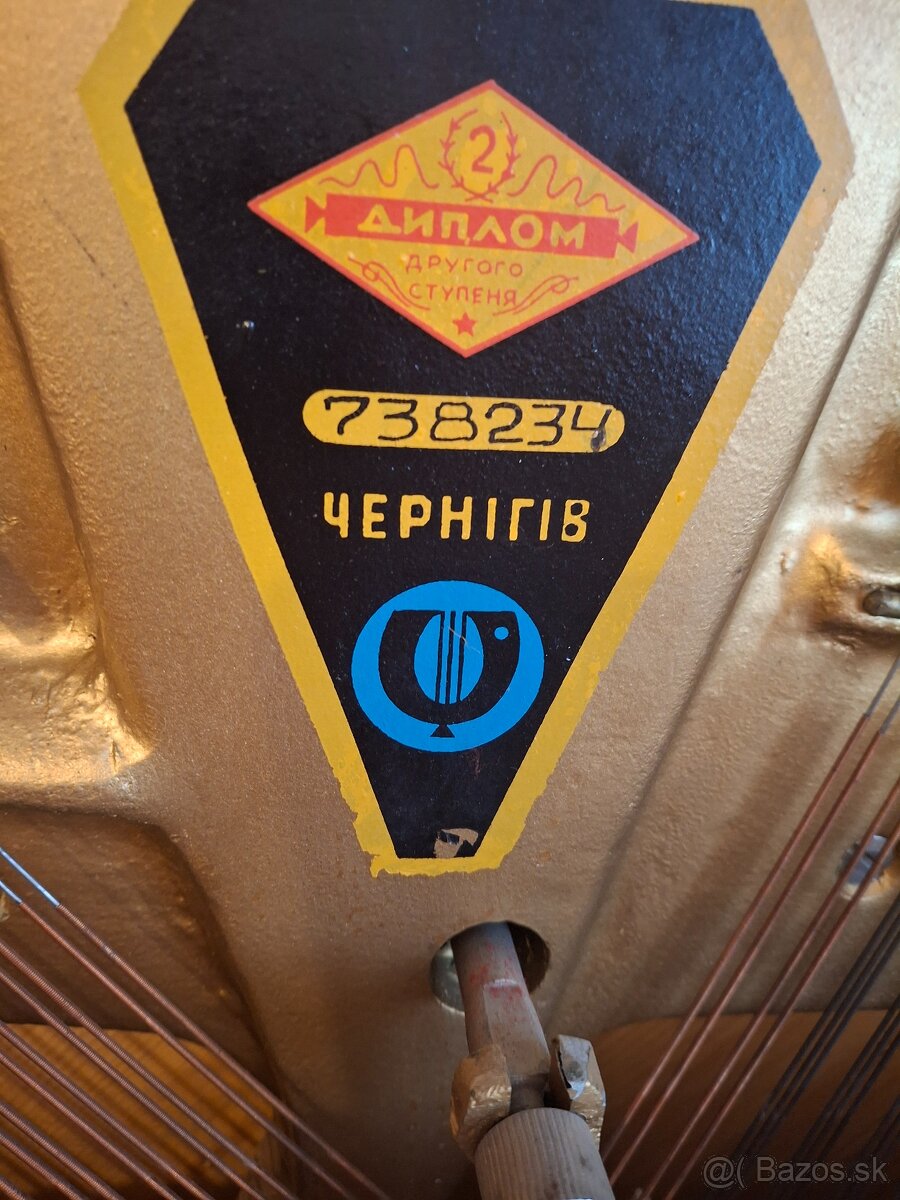 2
ДИПЛОМ
ДРУГОГО
СТУПЕНЯ
738234
ЧЕРНІГІВ
@( Bazos.sk